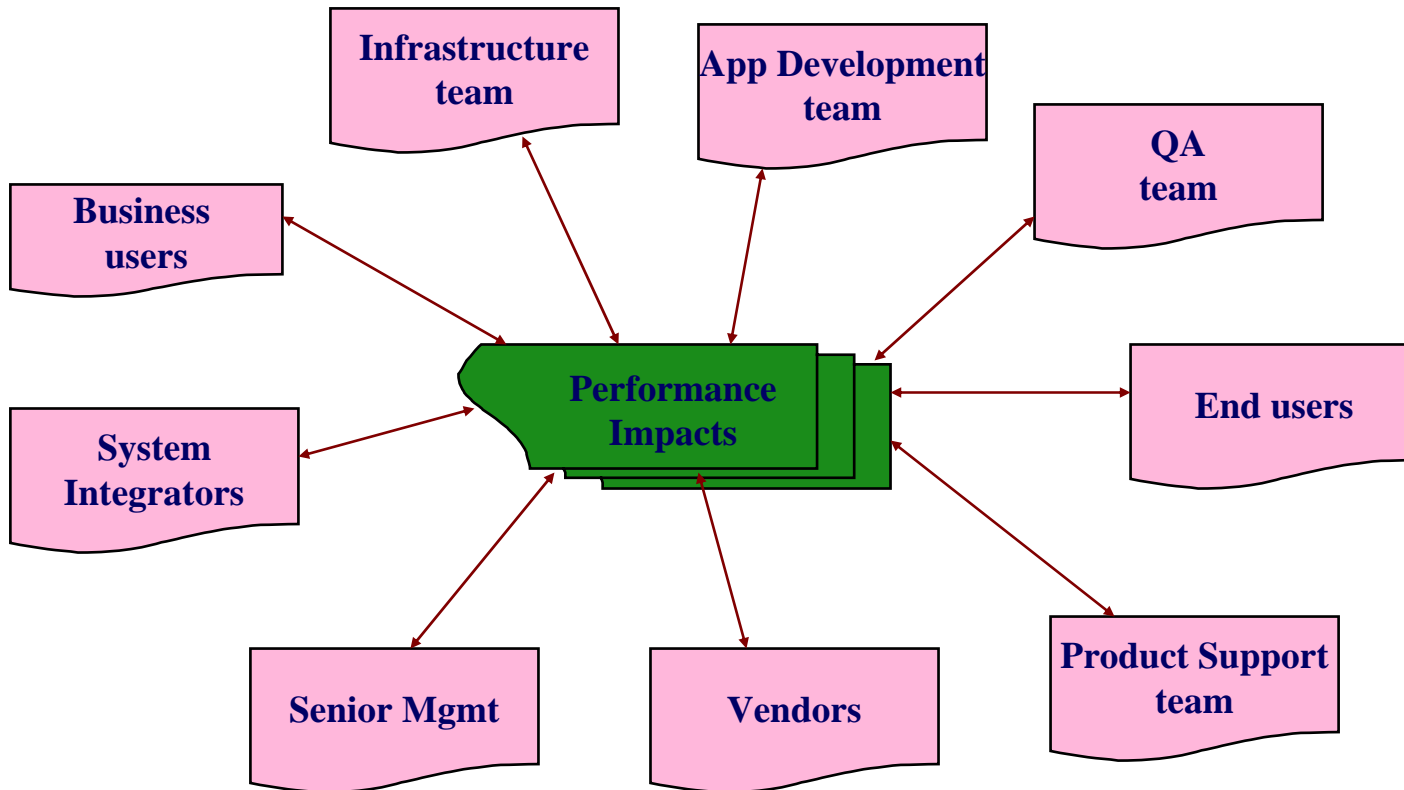 Infrastructure
team
App Development
team
QA
team
Business
users
Performance
Impacts
End users
System
Integrators
Senior Mgmt
Vendors
Product Support
team